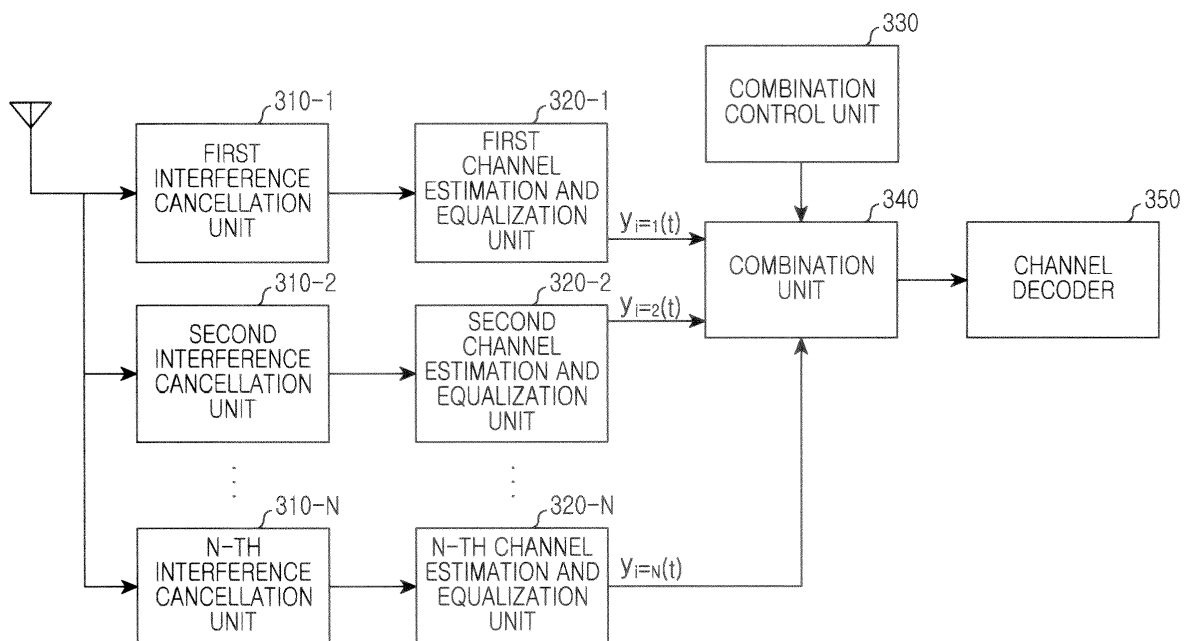 330
COMBINATION
CONTROL UNIT
310-1
FIRST
INTERFERENCE
CANCELLATION
UNIT
320-1
FIRST
CHANNEL
ESTIMATION AND
EQUALIZATION
UNIT
yi=1(t)
340
COMBINATION
UNIT
350
CHANNEL
DECODER
310-2
SECOND
INTERFERENCE
CANCELLATION
UNIT
320-2
SECOND
CHANNEL
ESTIMATION AND
EQUALIZATION
UNIT
yi=2(t)
310-N
N-TH
INTERFERENCE
CANCELLATION
UNIT
320-N
N-TH CHANNEL
ESTIMATION AND
EQUALIZATION
UNIT
yi=N(t)